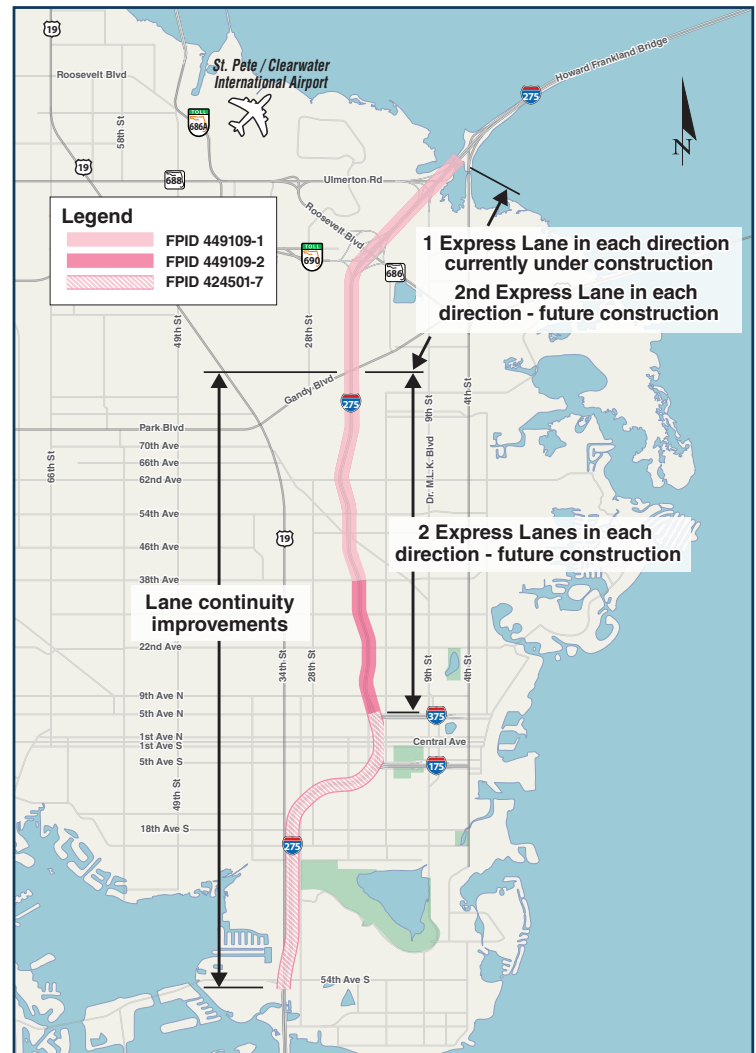 19
Roosevelt Blvd
St. Pete / Clearwater
International Airport
Howard Frankland Bridge
275
TOLL
686A
58th St
N
19
688
Ulmerton Rd
Legend
FPID 449109-1
FPID 449109-2
FPID 424501-7
Roosevelt Blvd
TOLL
690
686
1 Express Lane in each direction
currently under construction
2nd Express Lane in each
direction - future construction
49th St
28th St
Gandy Blvd
275
9th St
4th St
Dr. M.L.K. Blvd
Park Blvd
70th Ave
66th Ave
62nd Ave
66th St
54th Ave
19
46th Ave
2 Express Lanes in each
direction - future construction
38th Ave
Lane continuity
improvements
22nd Ave
34th St
28th St
9th St
4th St
9th Ave N
5th Ave N
375
1st Ave N
1st Ave S
Central Ave
5th Ave S
175
49th St
18th Ave S
275
54th Ave S